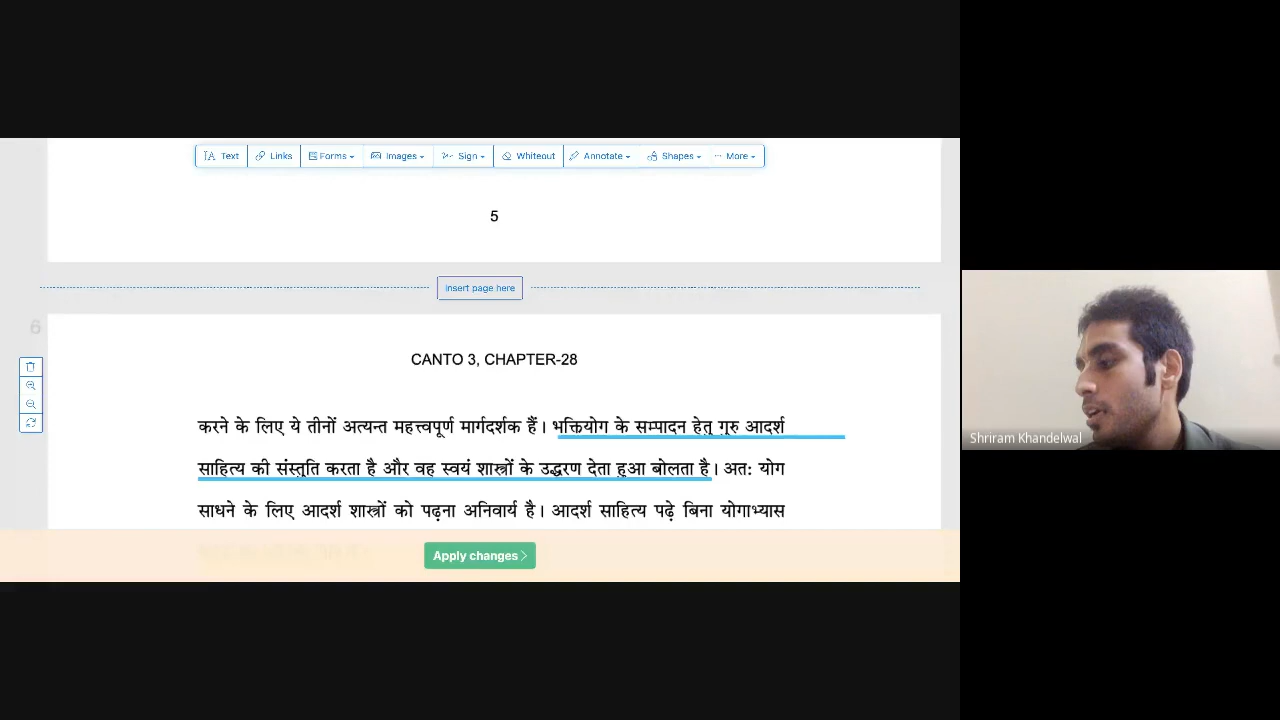 Text
Links
Forms
Images
Sign
Whiteout
Annotate
Shapes
More
5
Insert page here
6
CANTO 3, CHAPTER-28
करने के लिए ये तीनों अत्यन्त महत्त्वपूर्ण मार्गदर्शक हैं। भक्तियोग के सम्पादन हेतु गुरु आदर्श
साहित्य की संस्तुति करता है और वह स्वयं शास्त्रों के उद्धरण देता हुआ बोलता है। अतः योग
साधने के लिए आदर्श शास्त्रों को पढ़ना अनिवार्य है। आदर्श साहित्य पढ़े बिना योगाभ्यास
Apply changes
Shriram Khandelwal